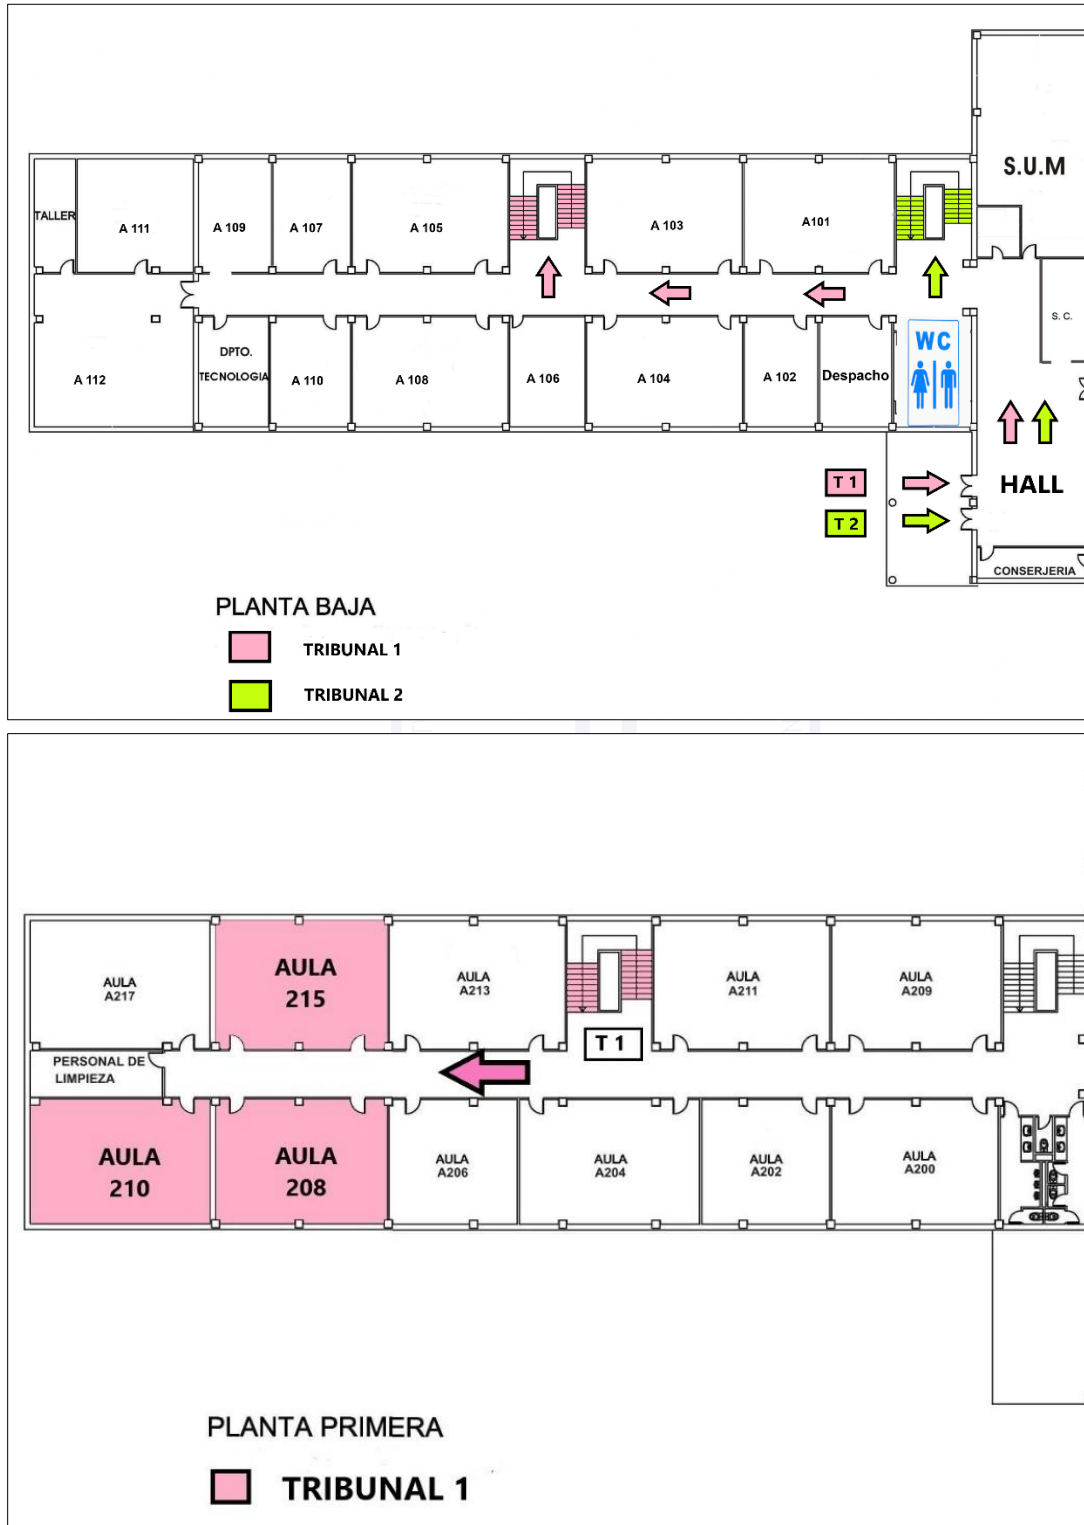 S.U.M
TALLER
A 111
A 109
A 107
A 105
A 103
A101
S. C.
A 112
DPTO.
TECNOLOGIA
A 110
A 108
A 106
A 104
A 102
Despacho
WC
T 1
T 2
HALL
CONSERJERIA
PLANTA BAJA
TRIBUNAL 1
TRIBUNAL 2
AULA
A217
AULA
215
AULA
A213
AULA
A211
AULA
A209
T 1
PERSONAL DE
LIMPIEZA
AULA
210
AULA
208
AULA
A206
AULA
A204
AULA
A202
AULA
A200
PLANTA PRIMERA
TRIBUNAL 1